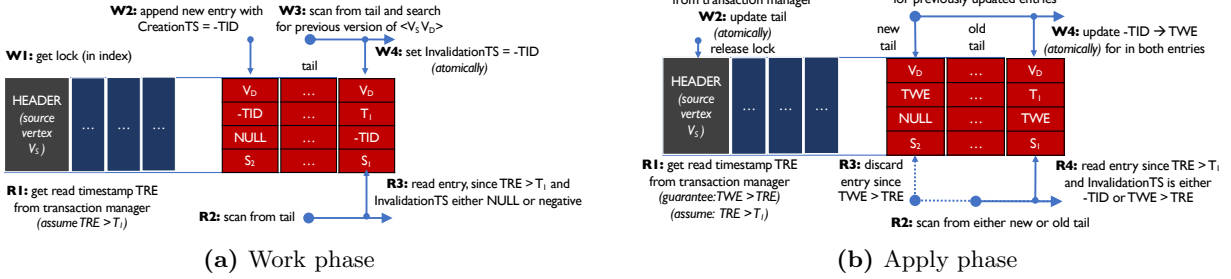 W2: append new entry with
CreationTS = -TID
W3: scan from tail and search
for previous version of <VS VD>
W1: get lock (in index)
tail
W4: set InvalidationTS = -TID
(atomically)
HEADER
(source
vertex
VS )
...
...
...
VD
-TID
NULL
S2
...
...
...
...
VD
T1
-TID
S1
R1: get read timestamp TRE
from transaction manager
(assume TRE > T1)
R2: scan from tail
R3: read entry, since TRE > T1 and
InvalidationTS either NULL or negative
(a) Work phase
from transaction manager
W2: update tail
(atomically)
release lock
for previously updated entries
new
tail
old
tail
W4: update -TID → TWE
(atomically) for in both entries
HEADER
(source
vertex
VS )
...
...
...
VD
TWE
NULL
S2
...
...
...
...
VD
T1
TWE
S1
R1: get read timestamp TRE
from transaction manager
(guarantee:TWE > TRE)
(assume: TRE > T1)
R3: discard
entry since
TWE > TRE
R4: read entry since TRE > T1
and InvalidationTS is either
-TID or TWE > TRE
R2: scan from either new or old tail
(b) Apply phase